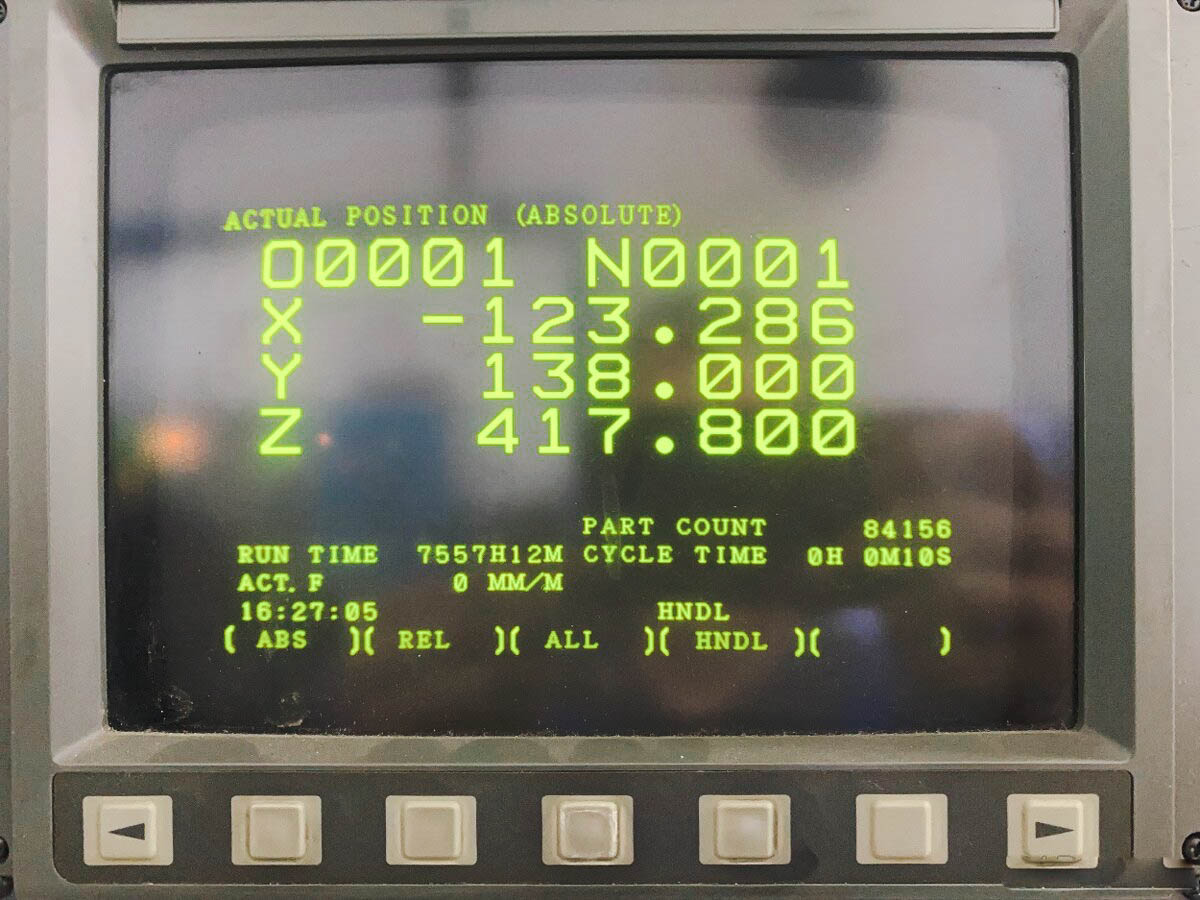 ACTUAL POSITION (ABSOLUTE)
O0001 N0001
X -123.286
Y 138.000
Z 417.800
PART COUNT 84156
RUN TIME 7557H12M CYCLE TIME 0H 0M10S
ACT.F 0 MM/M
16:27:05 HNDL
( ABS )( REL )( ALL )( HNDL )( )